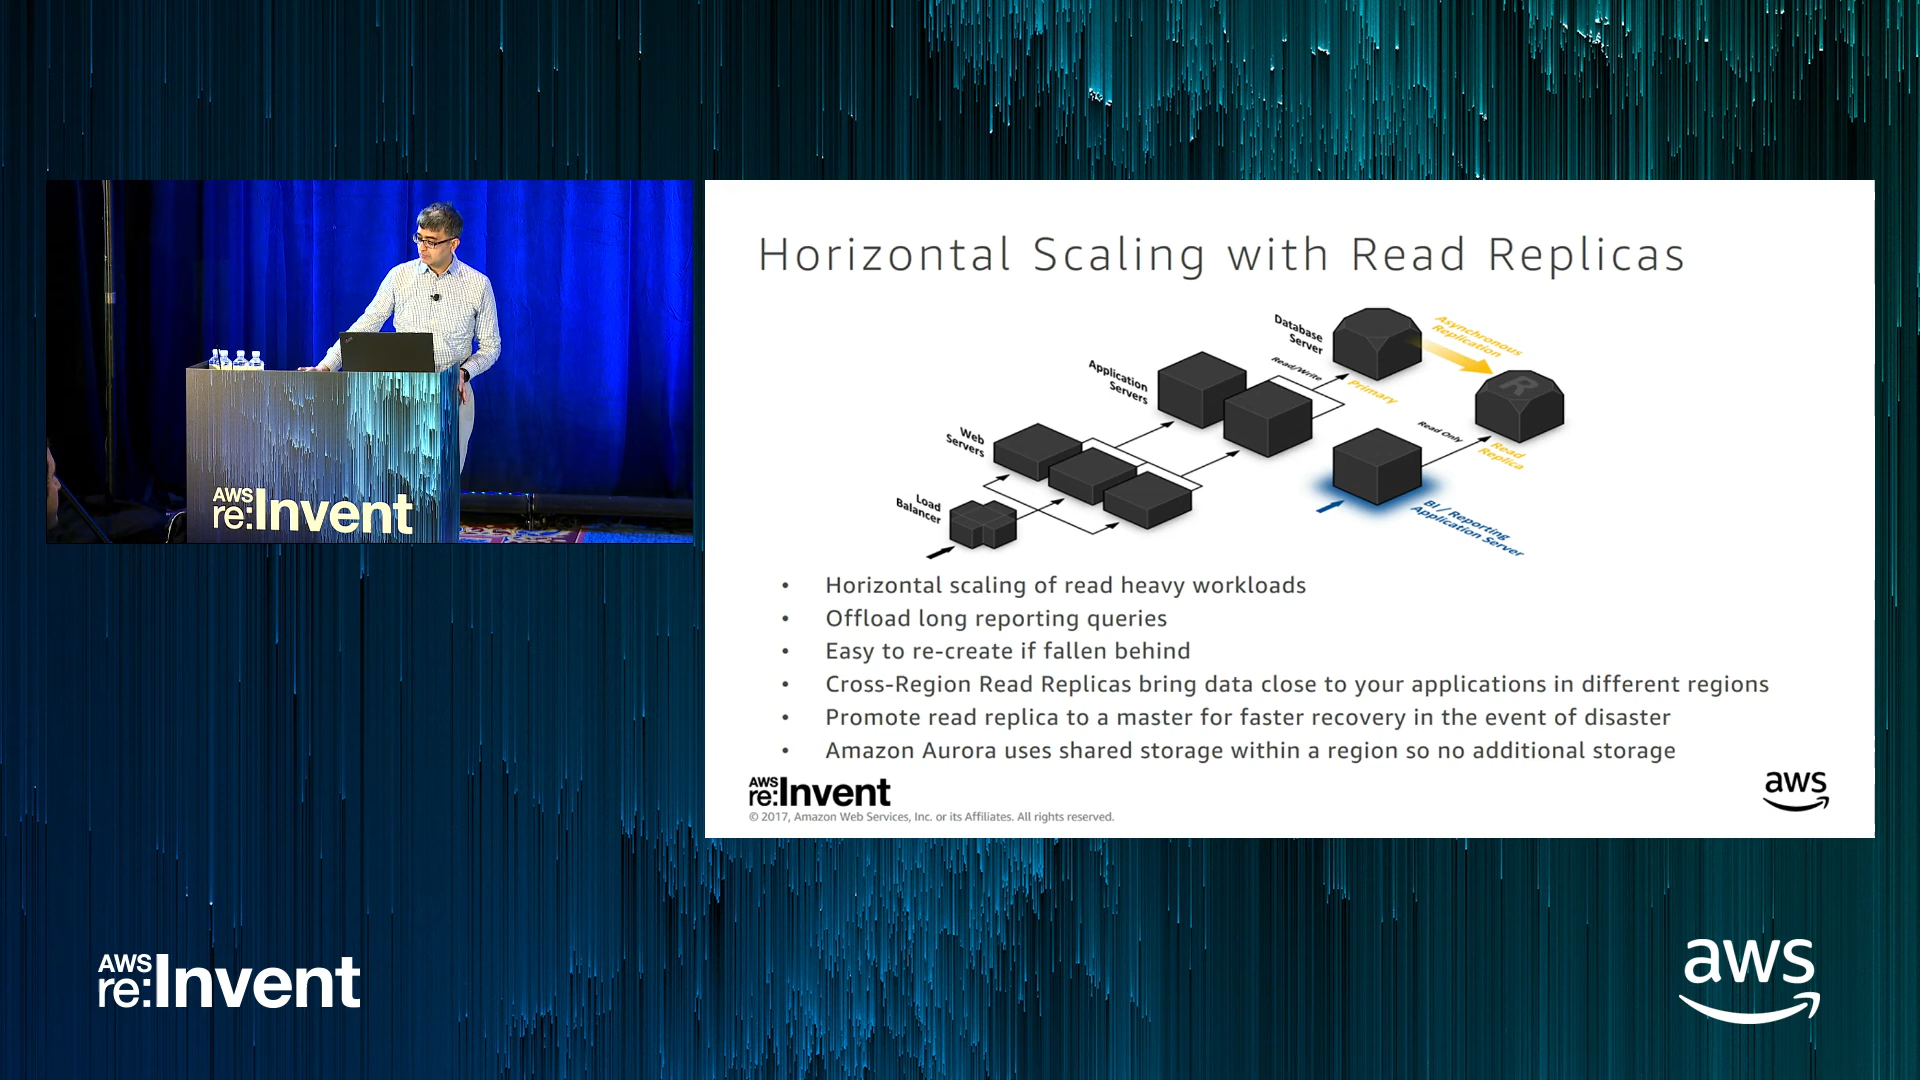 Horizontal Scaling with Read Replicas
Database
Server
Asynchronous
Replication
Application
Servers
Read/Write
Primary
Web
Servers
Read Only
R
Read
Replica
Load
Balancer
BI / Reporting
Application Server
• Horizontal scaling of read heavy workloads
• Offload long reporting queries
• Easy to re-create if fallen behind
• Cross-Region Read Replicas bring data close to your applications in different regions
• Promote read replica to a master for faster recovery in the event of disaster
• Amazon Aurora uses shared storage within a region so no additional storage
AWS
re:Invent
© 2017, Amazon Web Services, Inc. or its Affiliates. All rights reserved.
aws
AWS
re:Invent
AWS
re:Invent
aws